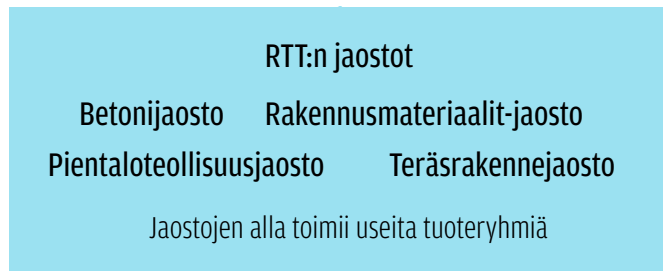 RTT:n jaostot
Betonijaosto Rakennusmateriaalit-jaosto
Pientaloteollisuusjaosto Teräsrakennejaosto
Jaostojen alla toimii useita tuoteryhmiä